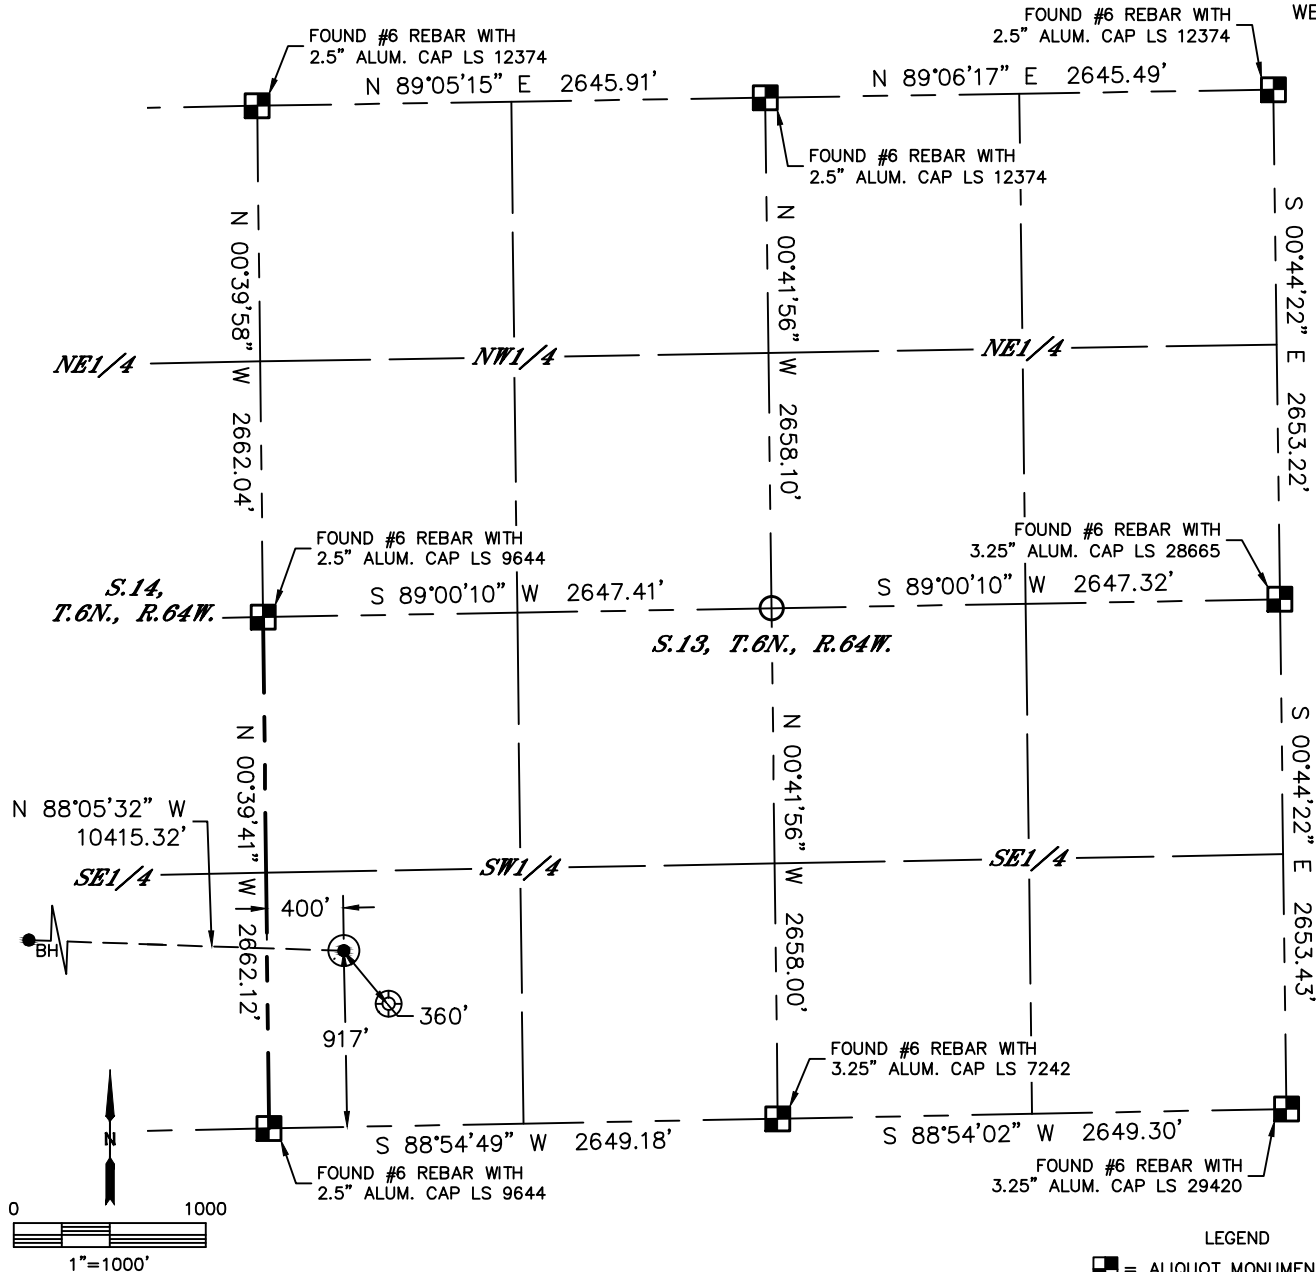 FOUND #6 REBAR WITH
2.5" ALUM. CAP LS 12374
FOUND #6 REBAR WITH
2.5" ALUM. CAP LS 12374
N 89°05'15" E 2645.91'
N 89°06'17" E 2645.49'
FOUND #6 REBAR WITH
2.5" ALUM. CAP LS 12374
N 00°39'58" W 2662.04'
N 00°41'56" W 2658.10'
S 00°44'22" E 2653.22'
NE1/4
NW1/4
NE1/4
FOUND #6 REBAR WITH
2.5" ALUM. CAP LS 9644
FOUND #6 REBAR WITH
3.25" ALUM. CAP LS 28665
S.14,
T.6N., R.64W.
S 89°00'10" W 2647.41'
S 89°00'10" W 2647.32'
S.13, T.6N., R.64W.
N 00°39'41" W 2662.12'
N 00°41'56" W 2658.00'
S 00°44'22" E 2653.43'
N 88°05'32" W
10415.32'
SE1/4
SW1/4
SE1/4
400'
BH
360'
917'
FOUND #6 REBAR WITH
3.25" ALUM. CAP LS 7242
S 88°54'49" W 2649.18'
S 88°54'02" W 2649.30'
N
FOUND #6 REBAR WITH
2.5" ALUM. CAP LS 9644
FOUND #6 REBAR WITH
3.25" ALUM. CAP LS 29420
0 1000
1"=1000'
LEGEND
= ALIQUOT